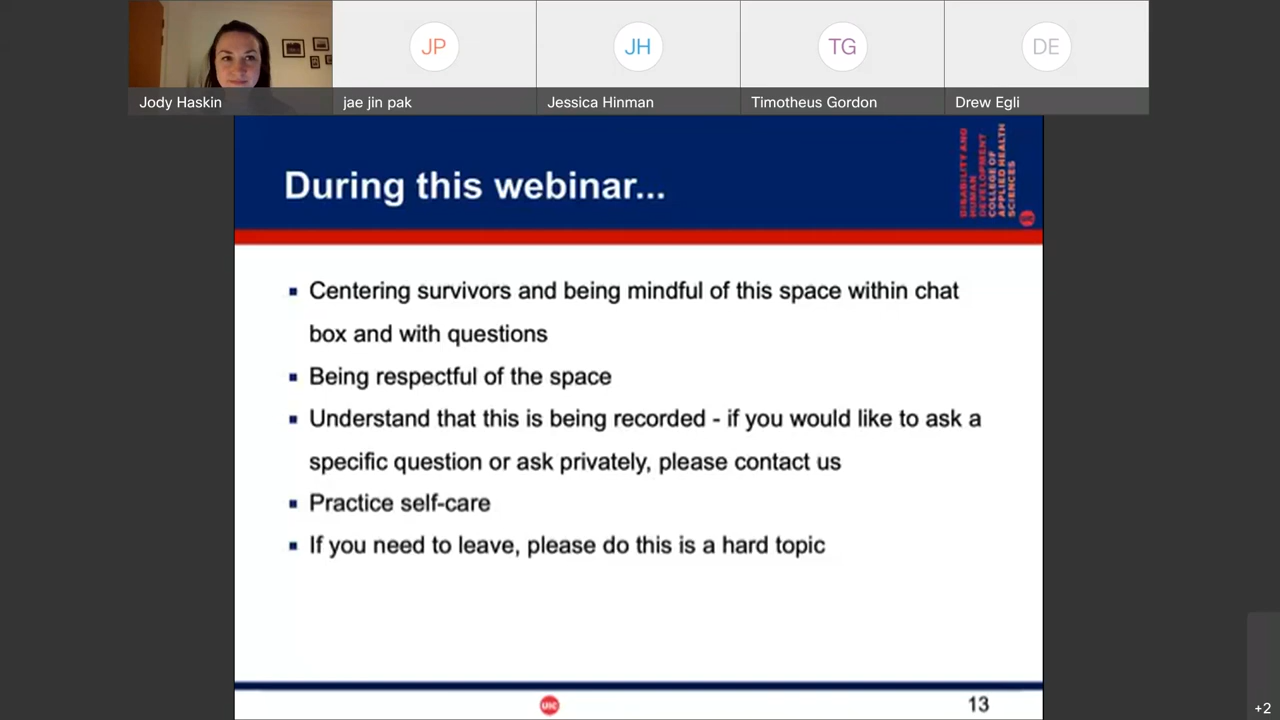 JP
JH
TG
DE
Jody Haskin
jae jin pak
Jessica Hinman
Timotheus Gordon
Drew Egli
During this webinar...
DISABILITY AND
HUMAN
DEVELOPMENT
COLLEGE OF
APPLIED HEALTH
SCIENCES
Centering survivors and being mindful of this space within chat
box and with questions
Being respectful of the space
Understand that this is being recorded - if you would like to ask a
specific question or ask privately, please contact us
Practice self-care
If you need to leave, please do this is a hard topic
UIC
13
+2